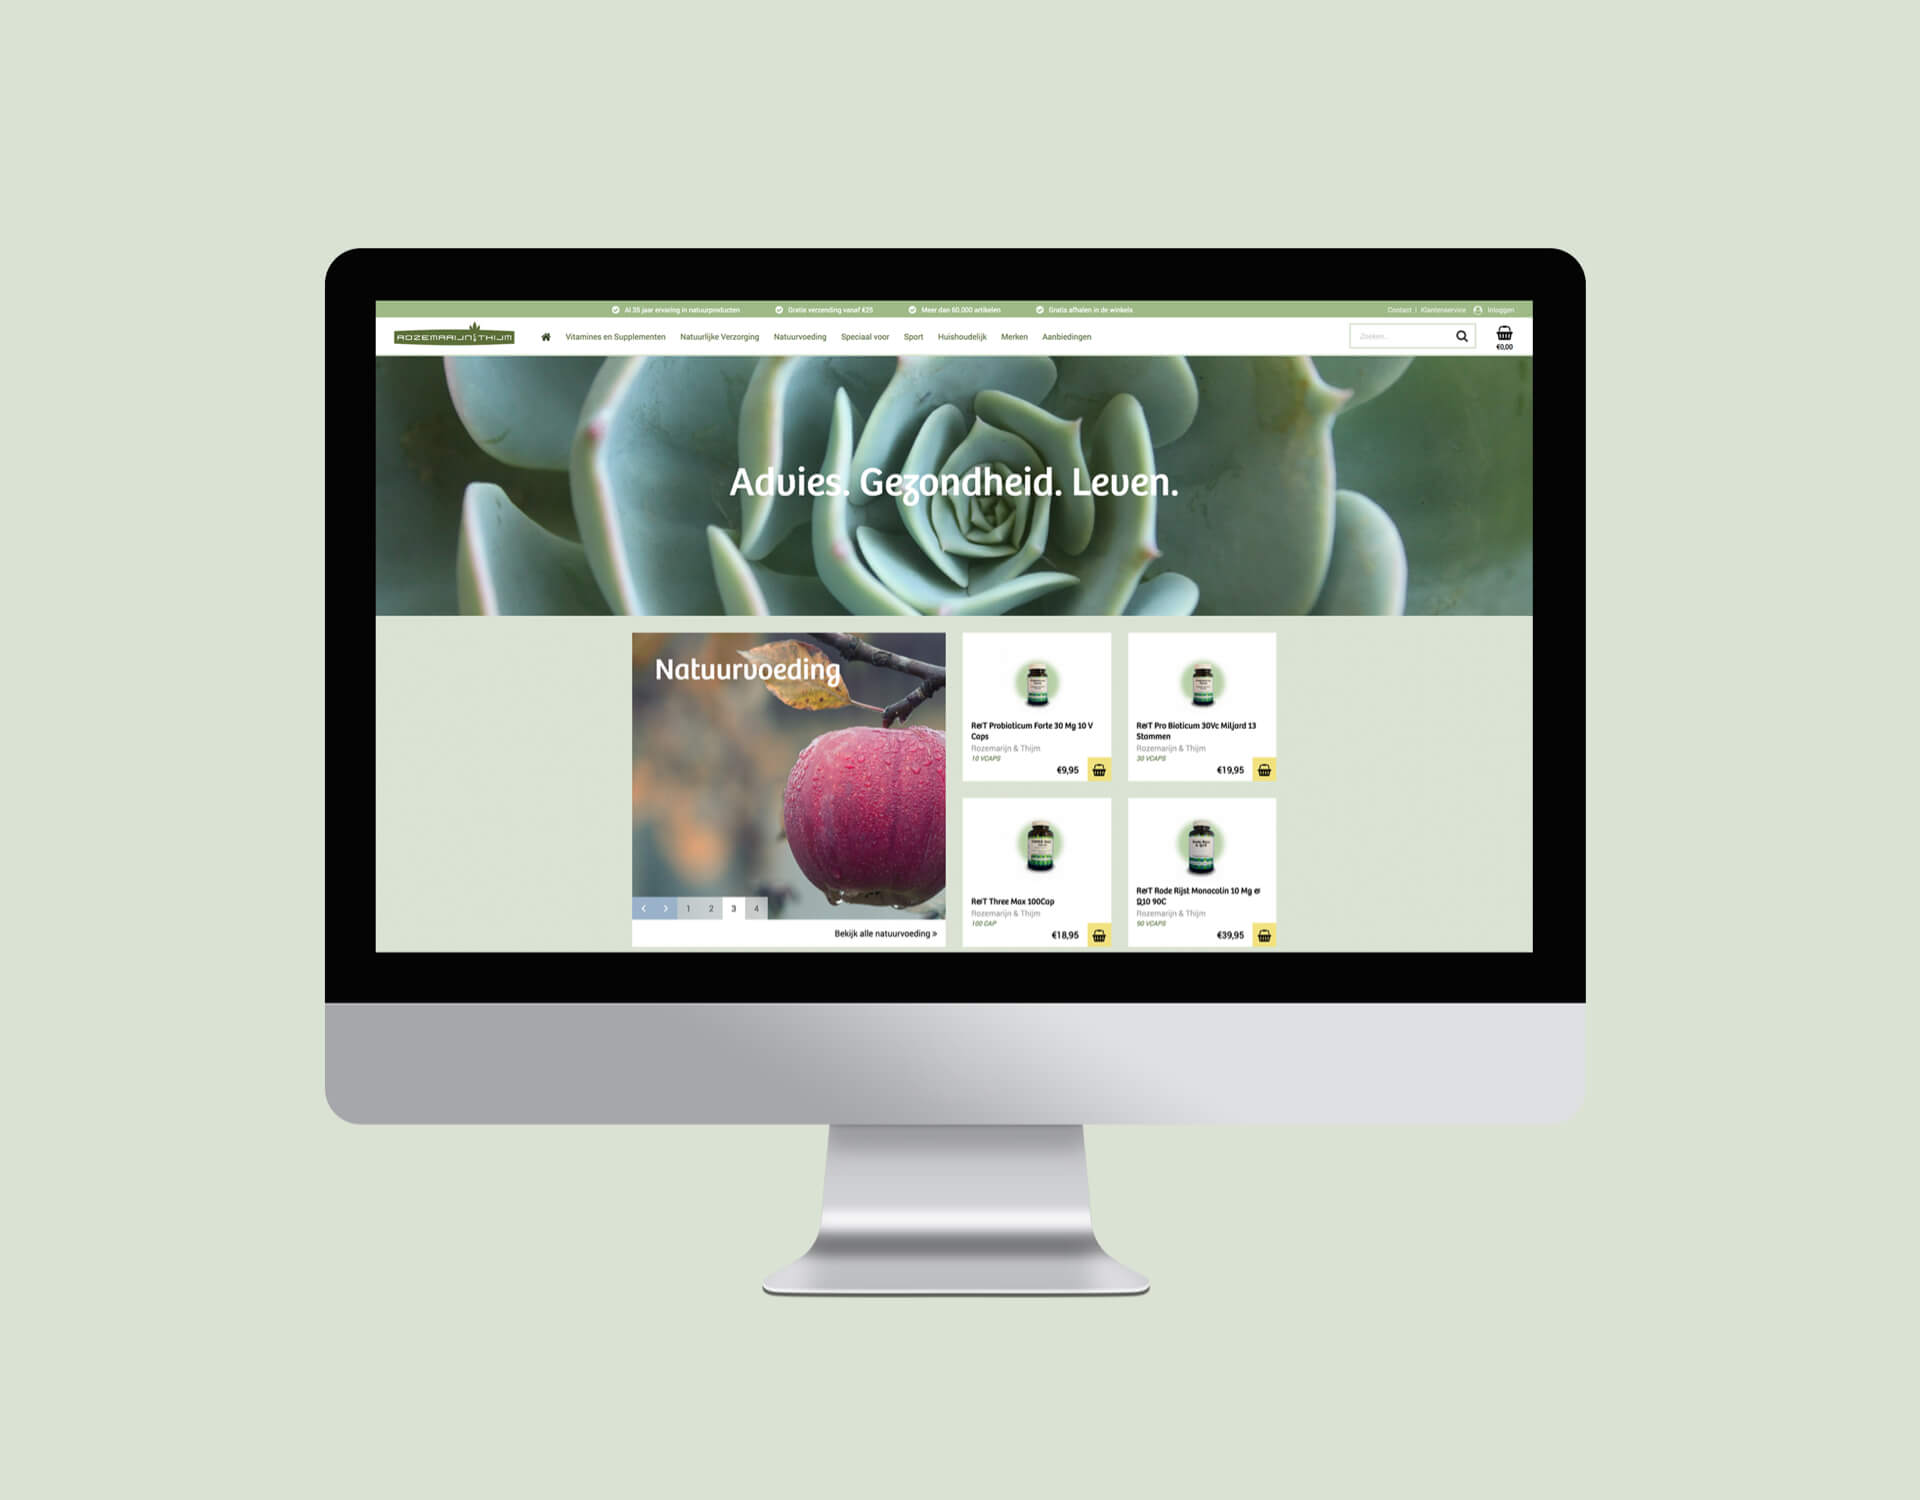 Al 35 jaar ervaring in natuurproducten Gratis verzending vanaf €25 Meer dan 60.000 artikelen Gratis afhalen in de winkels Contact | Klantenservice Inloggen
ROZEMARIJN & THIJM Vitamines en Supplementen Natuurlijke Verzorging Natuurvoeding Speciaal voor Sport Huishoudelijk Merken Aanbiedingen Zoeken... €0,00
Advies. Gezondheid. Leven.
Natuurvoeding
< > 1 2 3 4
Bekijk alle natuurvoeding »
R&T Probioticum Forte 30 Mg 10 V
Caps
Rozemarijn & Thijm
10 VCAPS
€9,95
R&T Pro Bioticum 30Vc Miljard 13
Stammen
Rozemarijn & Thijm
30 VCAPS
€19,95
R&T Three Max 100Cap
Rozemarijn & Thijm
100 CAP
€18,95
R&T Rode Rijst Monacolin 10 Mg &
Q10 90C
Rozemarijn & Thijm
90 VCAPS
€39,95